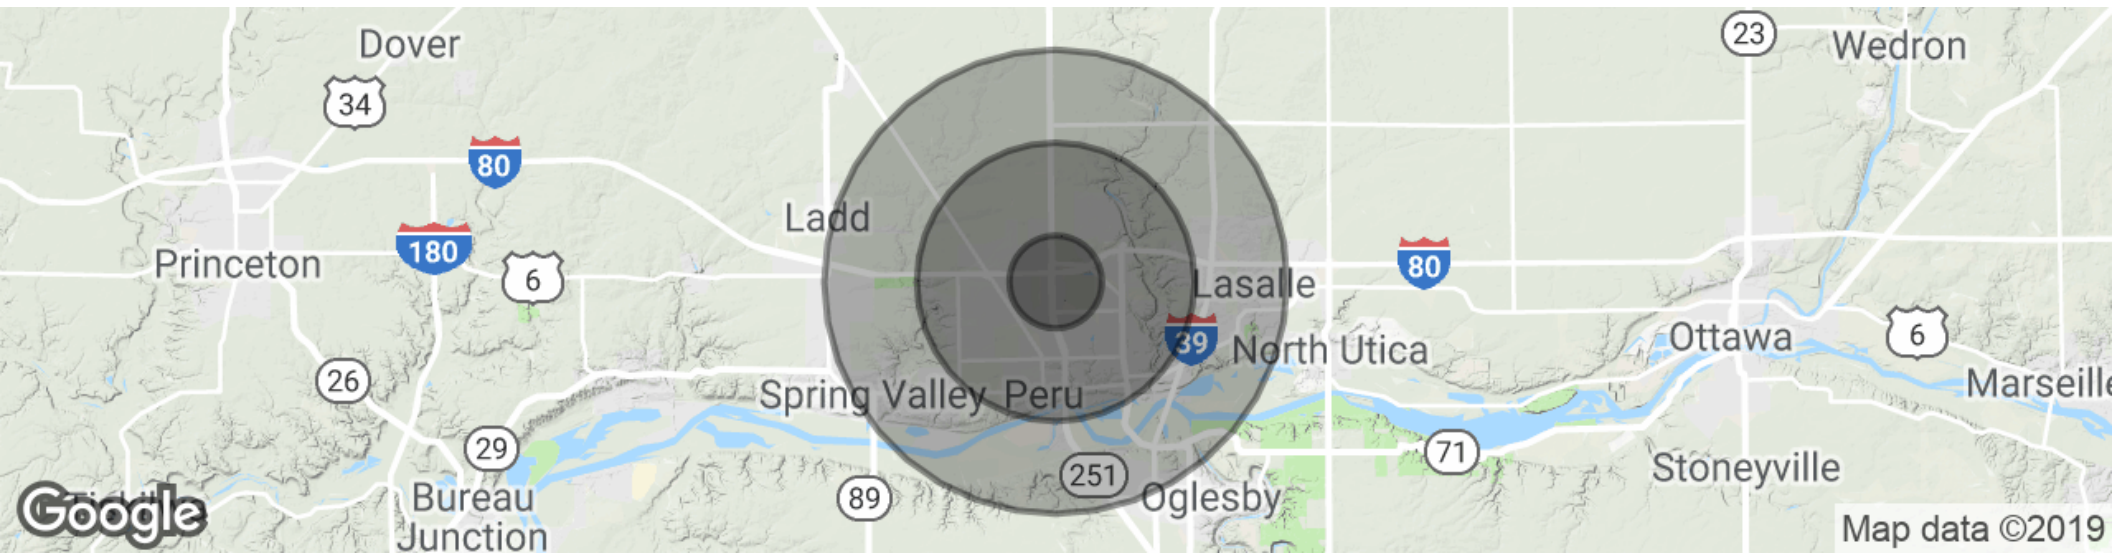 Dover
23
Wedron
34
80
Ladd
180
Princeton
6
80
Lasalle
39
North Utica
Ottawa
6
26
Spring Valley
Peru
Marseille
29
71
251
89
Bureau
Junction
Oglesby
Stoneyville
Google
Map data ©2019